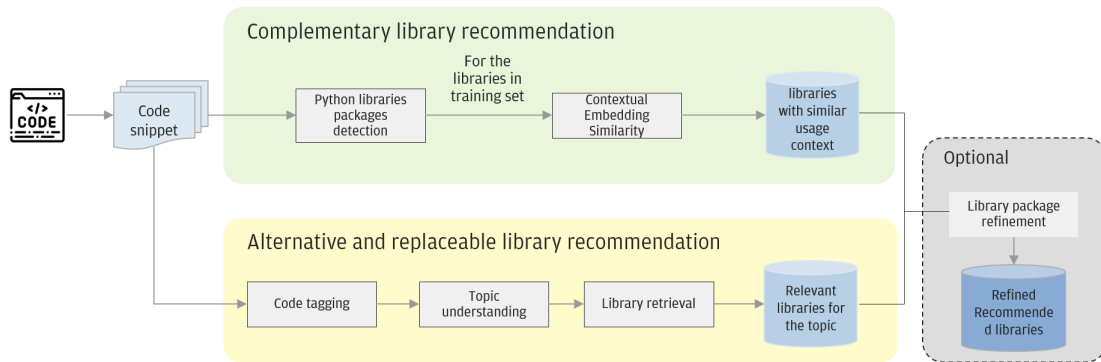 Complementary library recommendation
</>
CODE
Code
snippet
Python libraries
packages
detection
For the
libraries in
training set
Contextual
Embedding
Similarity
libraries
with similar
usage
context
Optional
Library package
refinement
Refined
Recommende
d libraries
Alternative and replaceable library recommendation
Code tagging
Topic
understanding
Library retrieval
Relevant
libraries for
the topic